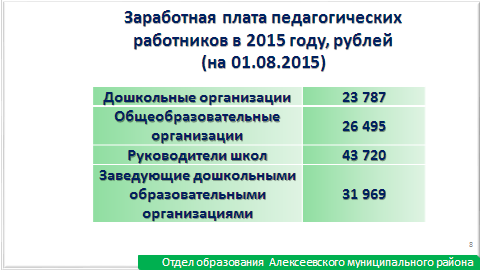 Заработная плата педагогических
работников в 2015 году, рублей
(на 01.08.2015)
Дошкольные организации 23 787
Общеобразовательные
организации 26 495
Руководители школ 43 720
Заведующие дошкольными
образовательными 31 969
организациями
8
Отдел образования Алексеевского муниципального района